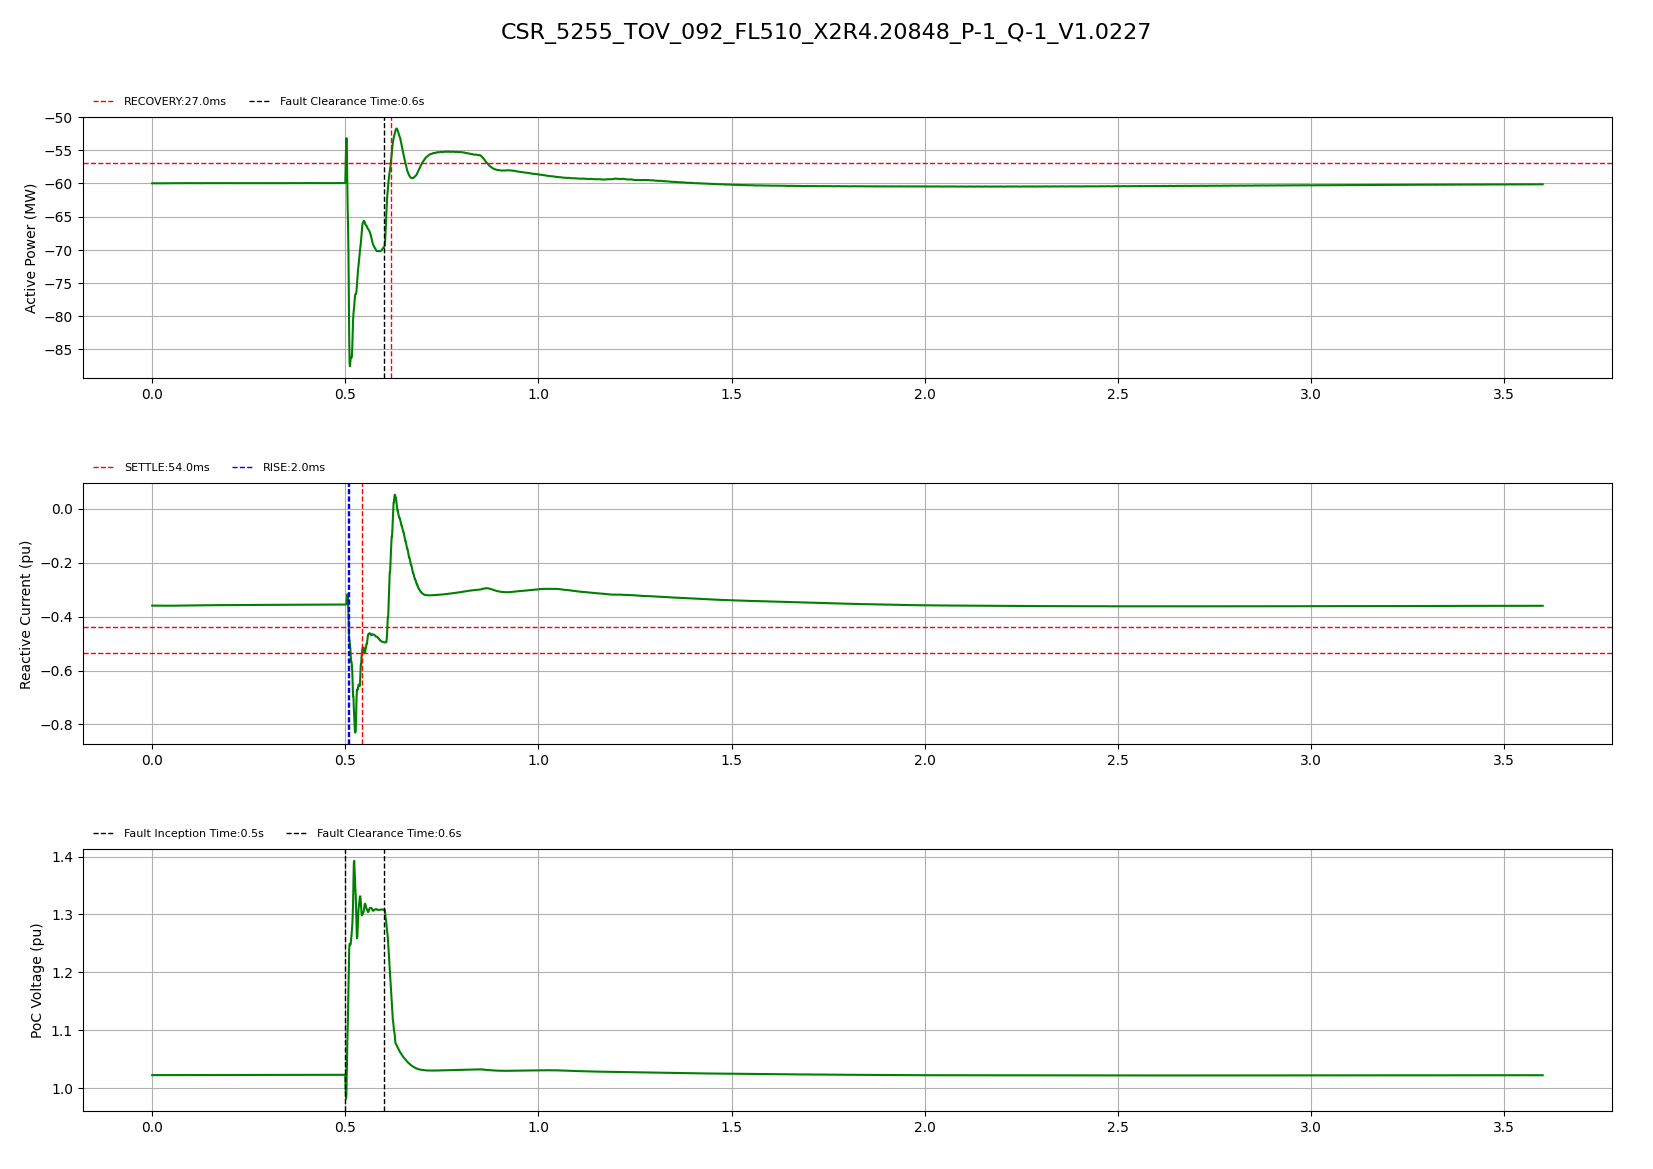 CSR_5255_TOV_092_FL510_X2R4.20848_P-1_Q-1_V1.0227
RECOVERY:27.0ms Fault Clearance Time:0.6s
Active Power (MW)
−50
−55
−60
−65
−70
−75
−80
−85
0.0 0.5 1.0 1.5 2.0 2.5 3.0 3.5
SETTLE:54.0ms RISE:2.0ms
Reactive Current (pu)
0.0
−0.2
−0.4
−0.6
−0.8
0.0 0.5 1.0 1.5 2.0 2.5 3.0 3.5
Fault Inception Time:0.5s Fault Clearance Time:0.6s
PoC Voltage (pu)
1.4
1.3
1.2
1.1
1.0
0.0 0.5 1.0 1.5 2.0 2.5 3.0 3.5